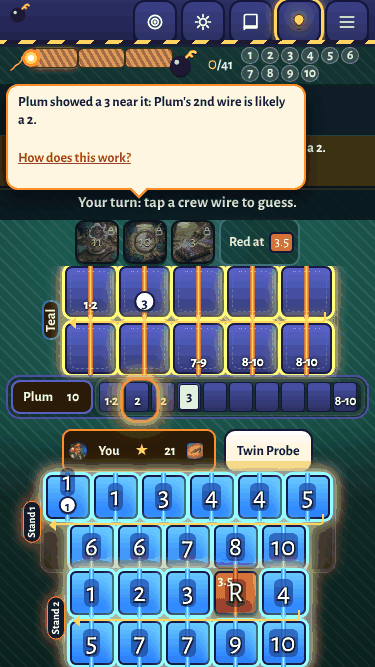 0/41
1 2 3 4 5 6
7 8 9 10
Plum showed a 3 near it: Plum's 2nd wire is likely
a 2.
How does this work?
a 2.
Your turn: tap a crew wire to guess.
11
3
Red at 3.5
Teal
1-2 3
7-9 8-10 8-10
Plum 10 1-2 2 2 3 8-10
You ★ 21 Twin Probe
Stand 1
1 1 3 4 4 5
1
6 6 7 8 10
Stand 2
1 2 3 3.5 R 4
5 7 7 9 10